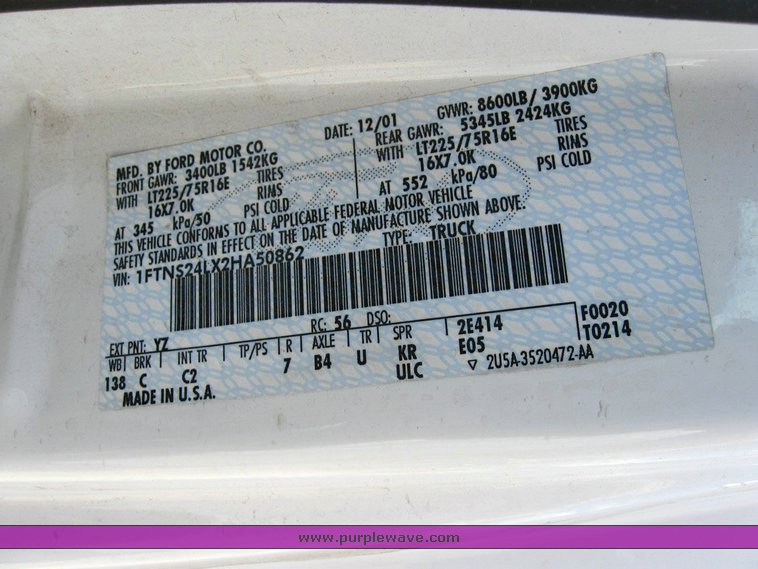 MFD. BY FORD MOTOR CO. DATE: 12/01 GVWR: 8600LB/ 3900KG
FRONT GAWR: 3400LB 1542KG REAR GAWR: 5345LB 2424KG
WITH LT225/75R16E TIRES WITH LT225/75R16E TIRES
16X7.0K RIMS 16X7.0K RIMS
AT 345 kPa/50 PSI COLD AT 552 kPa/80 PSI COLD
THIS VEHICLE CONFORMS TO ALL APPLICABLE FEDERAL MOTOR VEHICLE
SAFETY STANDARDS IN EFFECT ON THE DATE OF MANUFACTURE SHOWN ABOVE.
VIN: 1FTNS24LX2HA50862 TYPE: TRUCK
EXT PNT: YZ RC: 56 DSO: F0020
WB BRK INT TR TP/PS R AXLE TR SPR 2E414 T0214
138 C C2 7 B4 U KR E05
MADE IN U.S.A. ULC ▽ 2U5A-3520472-AA
www.purplewave.com